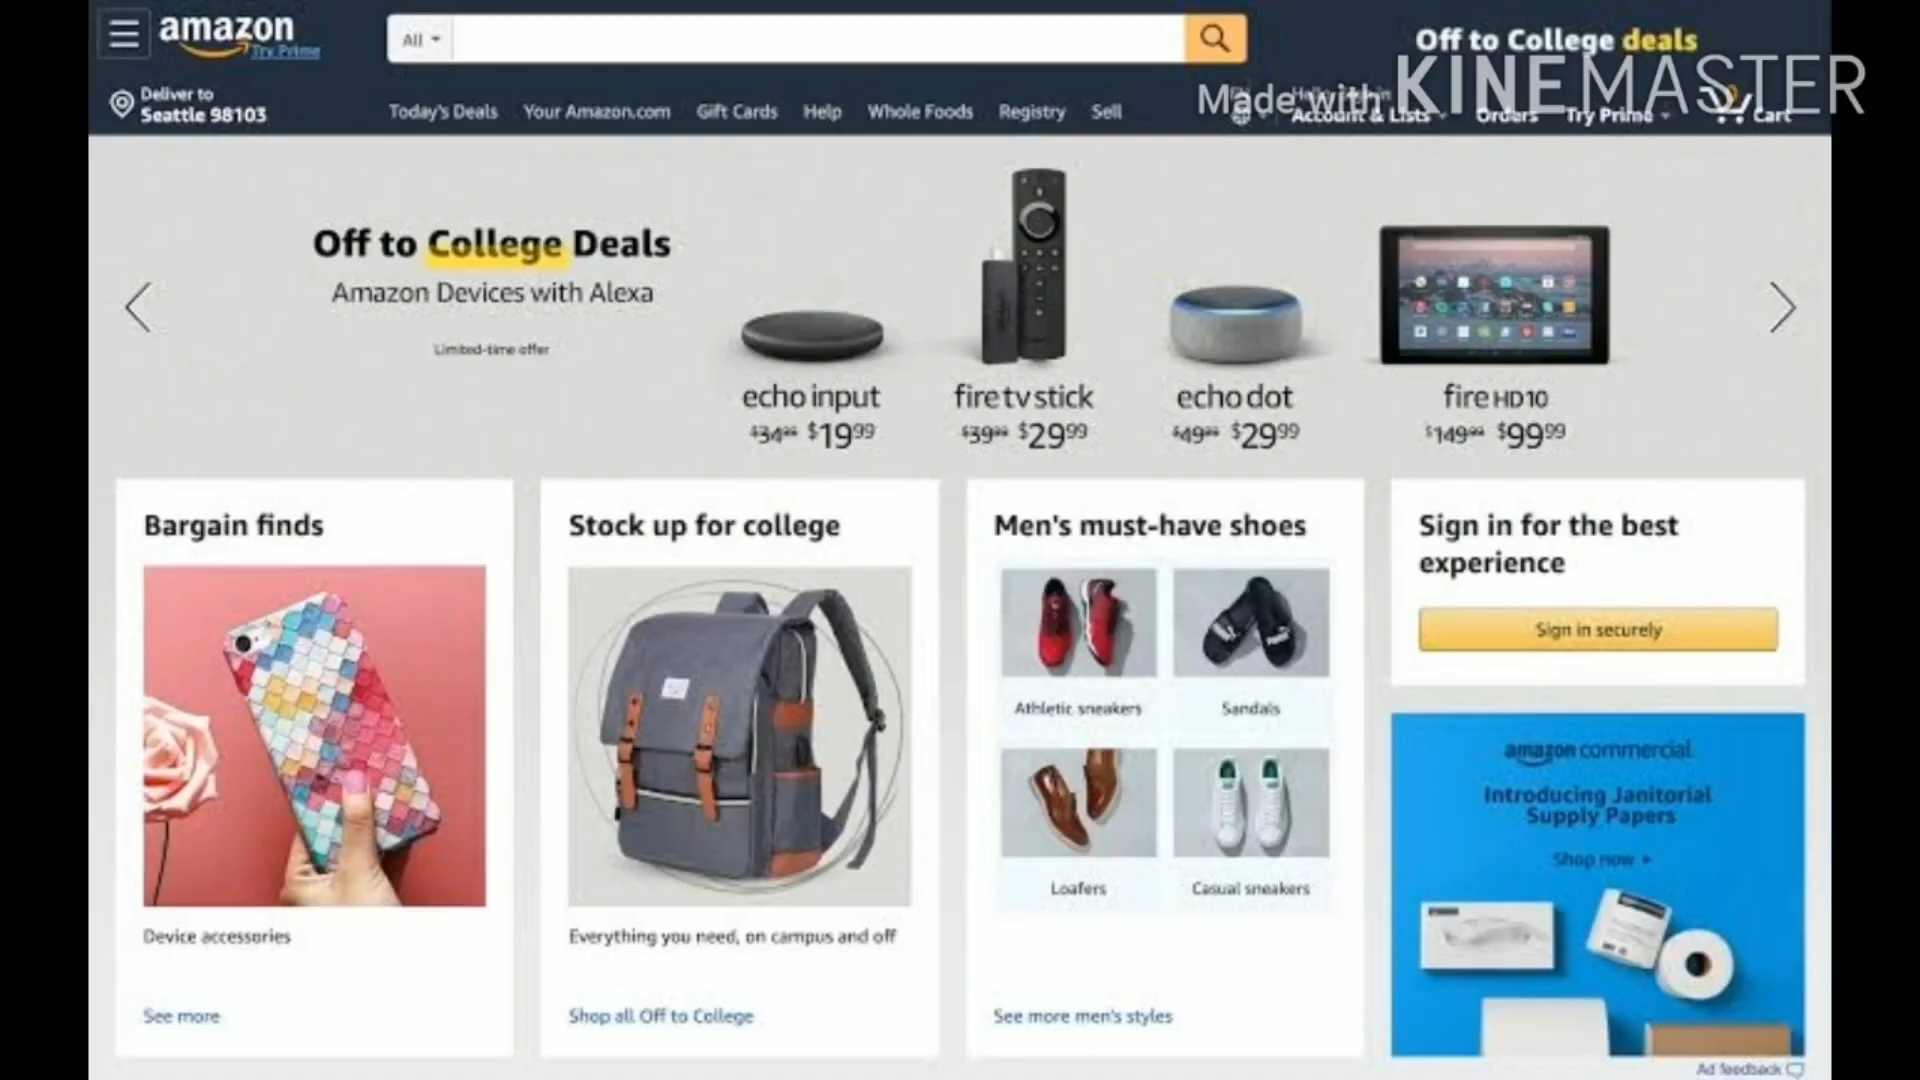 amazon
Try Prime
All
Off to College deals
Made with KINEMASTER
Deliver to
Seattle 98103
Today's Deals Your Amazon.com Gift Cards Help Whole Foods Registry Sell
Account & Lists Orders Try Prime Cart
Off to College Deals
Amazon Devices with Alexa
Limited-time offer
echo input
$34.99 $19.99
fire tv stick
$39.99 $29.99
echo dot
$49.99 $29.99
fire HD 10
$149.99 $99.99
Bargain finds
Device accessories
See more
Stock up for college
Everything you need, on campus and off
Shop all Off to College
Men's must-have shoes
Athletic sneakers
Sandals
Loafers
Casual sneakers
See more men's styles
Sign in for the best
experience
Sign in securely
amazon commercial
Introducing Janitorial
Supply Papers
Shop now
Ad feedback